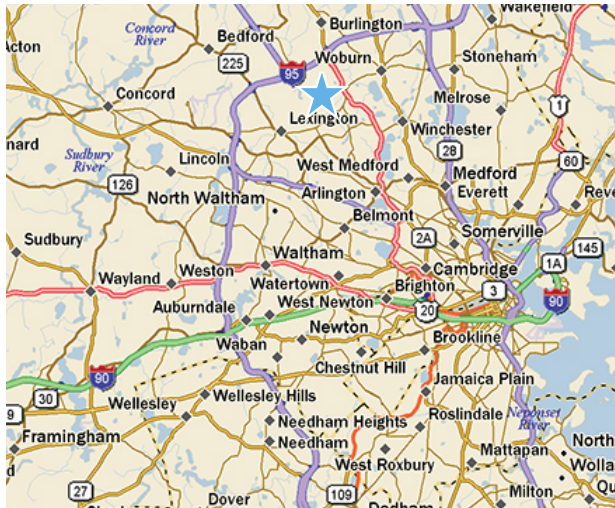 Wakefield
Burlington
Concord
River
Bedford
Woburn
Acton
225
95
Stoneham
Melrose
1
Concord
Lexington
Winchester
nard
28
60
Sudbury
River
Lincoln
West Medford
Medford
126
Arlington
Everett
Reve
North Waltham
Belmont
Sudbury
2A
Somerville
145
Waltham
1A
Weston
Cambridge
Wayland
Watertown
Brighton
3
90
West Newton
20
Auburndale
Newton
Brookline
Waban
Chestnut Hill
90
Jamaica Plain
30
Wellesley Hills
9
Wellesley
Neponset
River
Needham Heights
Roslindale
Framingham
Needham
North
Mattapan
West Roxbury
Wolla
27
109
Milton
Qu
Dover
Dedham